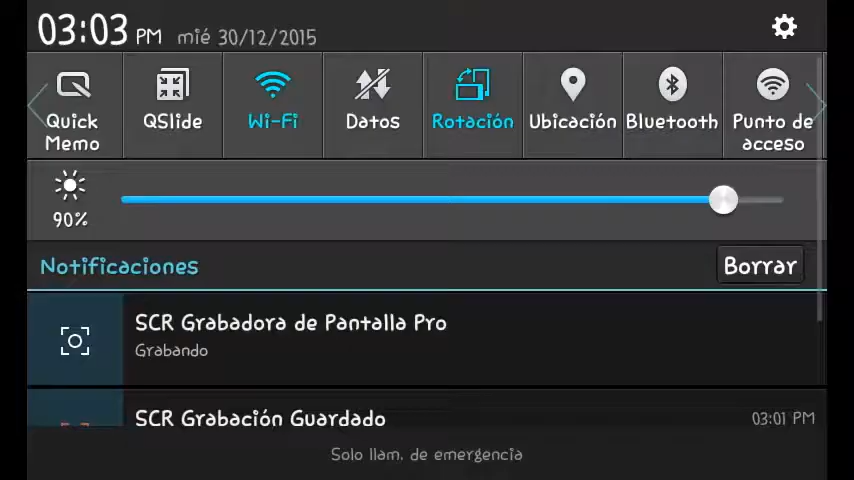 03:03 PM mié 30/12/2015
Quick Memo
QSlide
Wi-Fi
Datos
Rotación
Ubicación
Bluetooth
Punto de acceso
90%
Notificaciones
Borrar
SCR Grabadora de Pantalla Pro
Grabando
SCR Grabación Guardado 03:01 PM
Solo llam. de emergencia